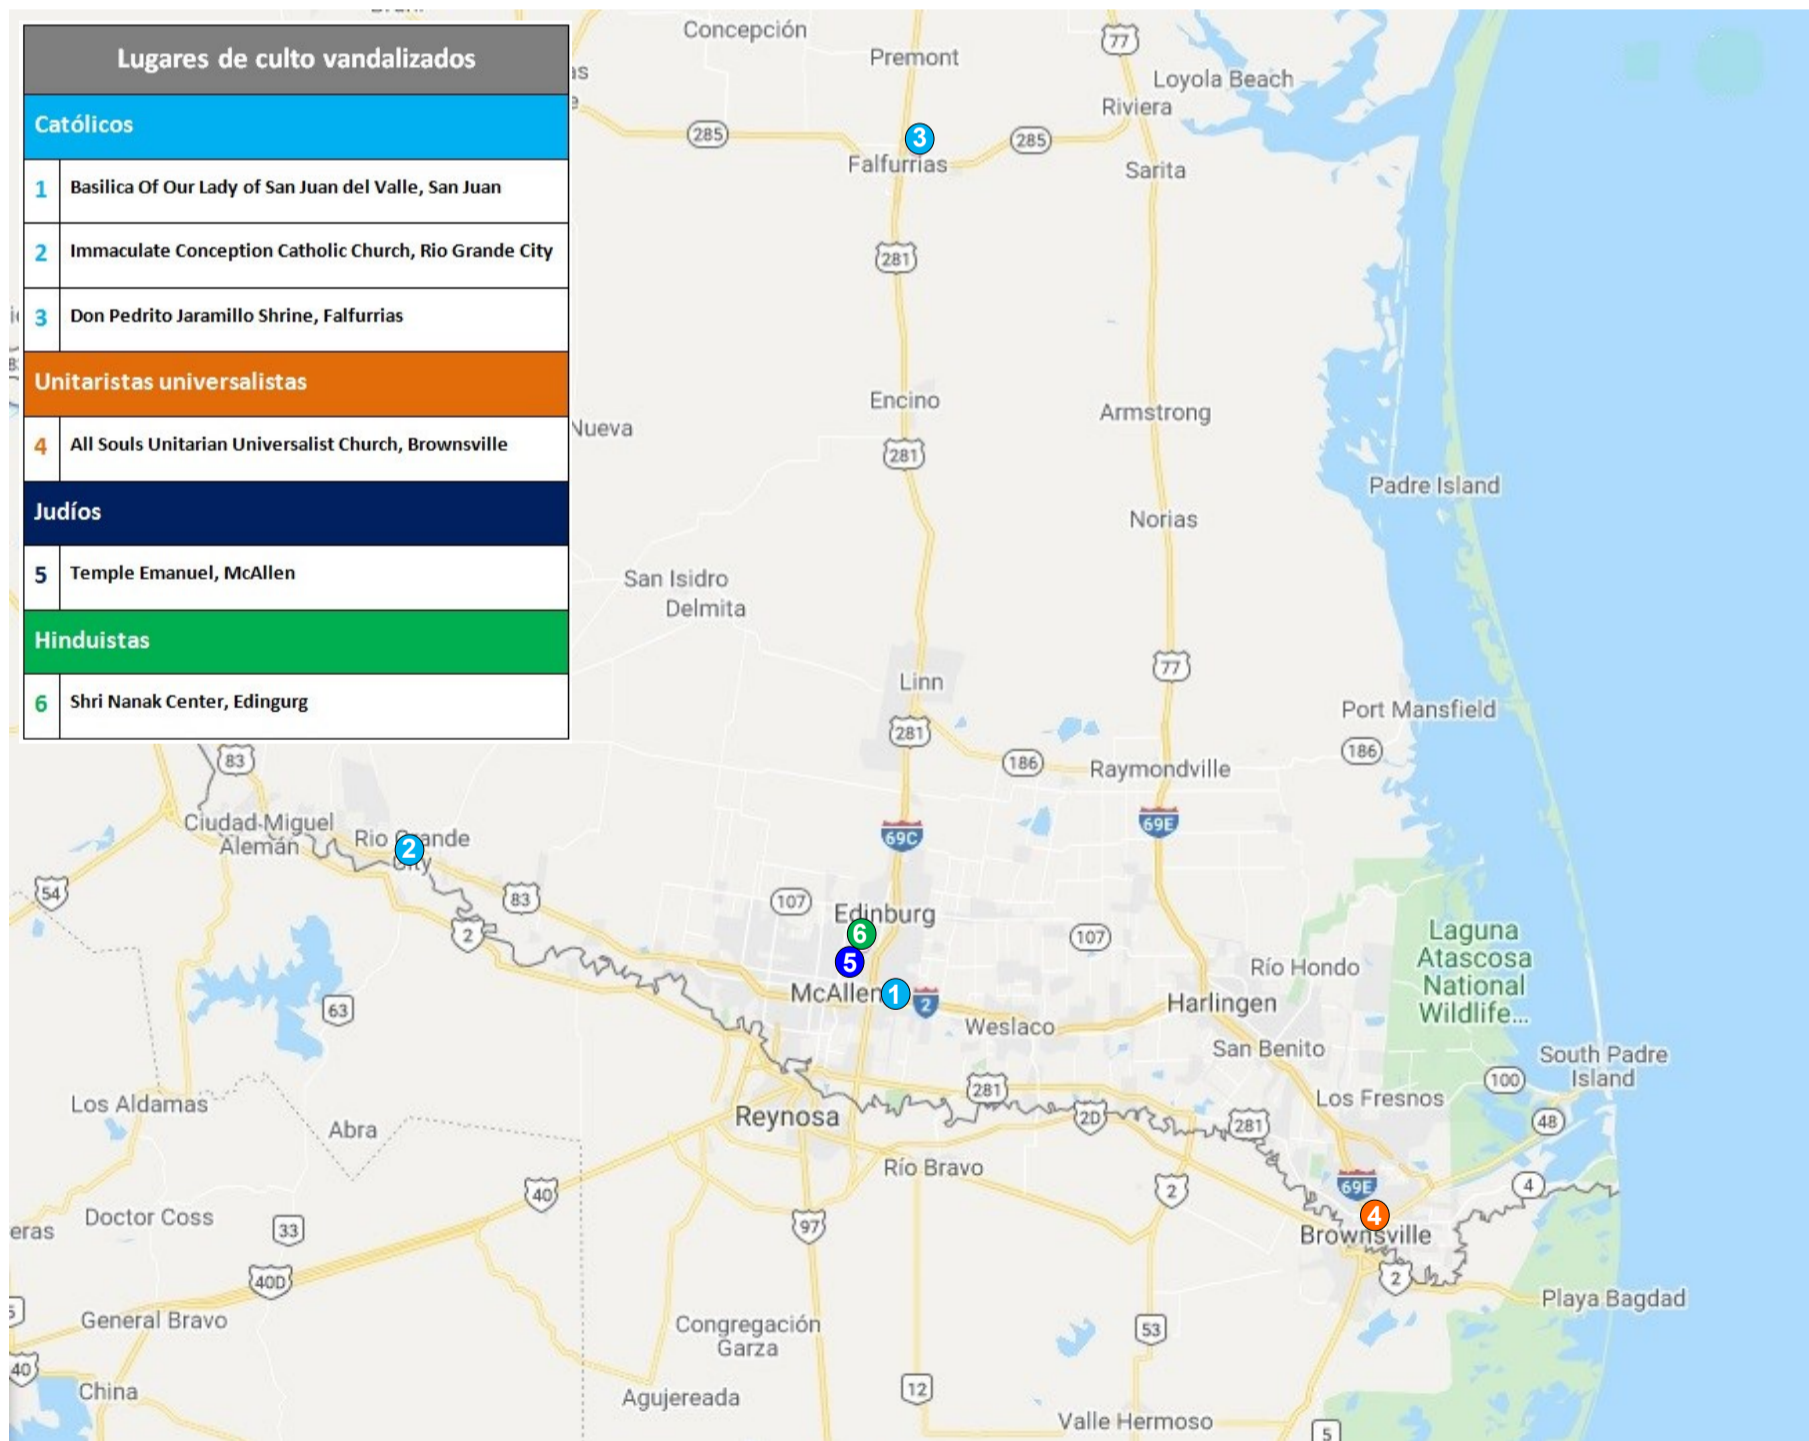 Lugares de culto vandalizados
Católicos
1 Basilica Of Our Lady of San Juan del Valle, San Juan
2 Immaculate Conception Catholic Church, Rio Grande City
3 Don Pedrito Jaramillo Shrine, Falfurrias
Unitaristas universalistas
4 All Souls Unitarian Universalist Church, Brownsville
Judíos
5 Temple Emanuel, McAllen
Hinduistas
6 Shri Nanak Center, Edingurg
Concepción
Premont
77
Loyola Beach
Riviera
285
3
285
Falfurrias
Sarita
281
Encino
Armstrong
Nueva
281
Padre Island
Norias
San Isidro
Delmita
77
Linn
Port Mansfield
281
186
186
Raymondville
83
69C
69E
Ciudad Miguel
Alemán
Rio Grande
City
2
54
83
107
Edinburg
6
107
2
5
Laguna
Atascosa
National
Wildlife...
Río Hondo
McAllen
1
2
Harlingen
63
Weslaco
San Benito
South Padre
Island
281
100
Los Fresnos
Los Aldamas
Reynosa
2D
281
48
Abra
Río Bravo
40
2
69E
4
Doctor Coss
33
97
4
Brownsville
eras
40D
2
Playa Bagdad
General Bravo
Congregación
Garza
53
40
China
Agujereada
12
Valle Hermoso
5